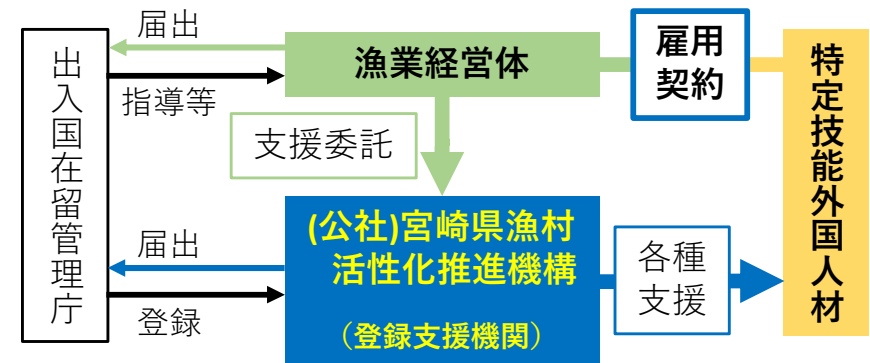 届出
漁業経営体
雇用
契約
特定技能外国人材
出入国在留管理庁
指導等
支援委託
(公社)宮崎県漁村
活性化推進機構
(登録支援機関)
届出
登録
各種
支援